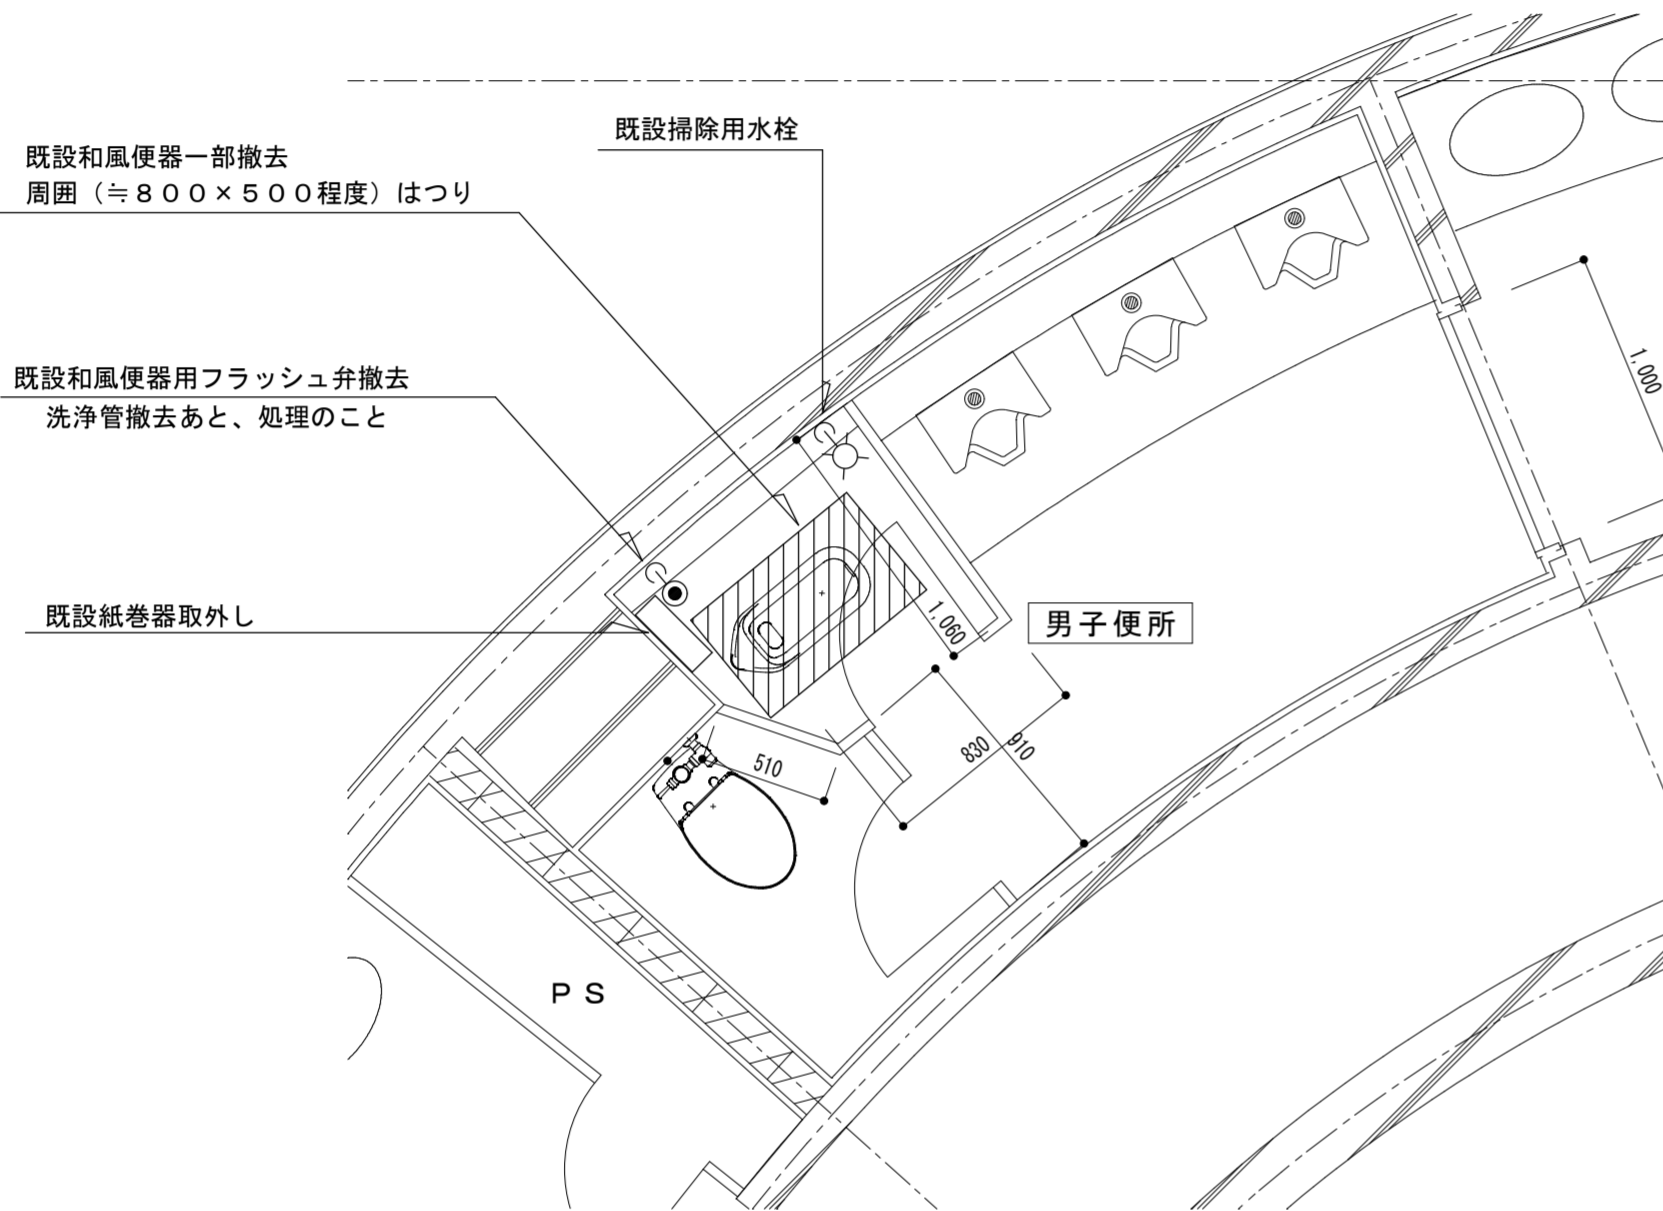 既設掃除用水栓
既設和風便器一部撤去
周囲（≒８００×５００程度）はつり
1,000
既設和風便器用フラッシュ弁撤去
洗浄管撤去あと、処理のこと
既設紙巻器取外し
1,060
男子便所
830
910
510
ＰＳ